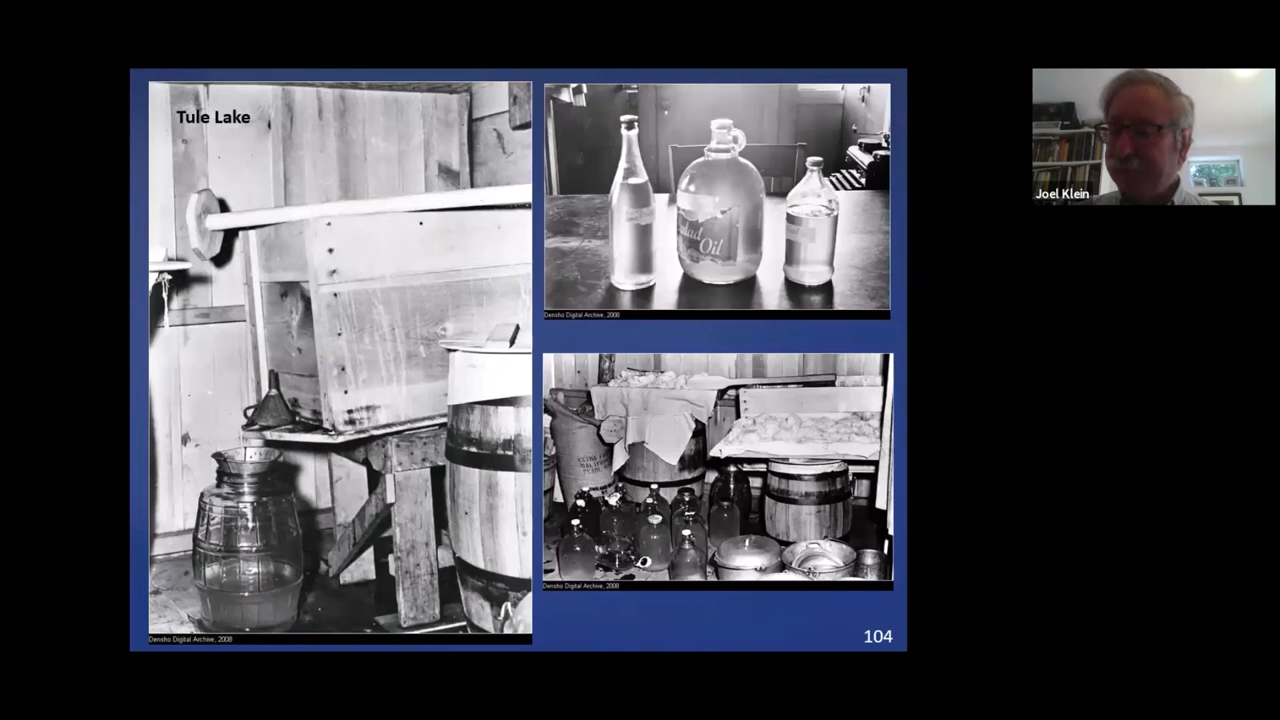 Tule Lake
Densho Digital Archive, 2008
Salad
Oil
Densho Digital Archive, 2008
EXTRA
Densho Digital Archive, 2008
104
Joel Klein